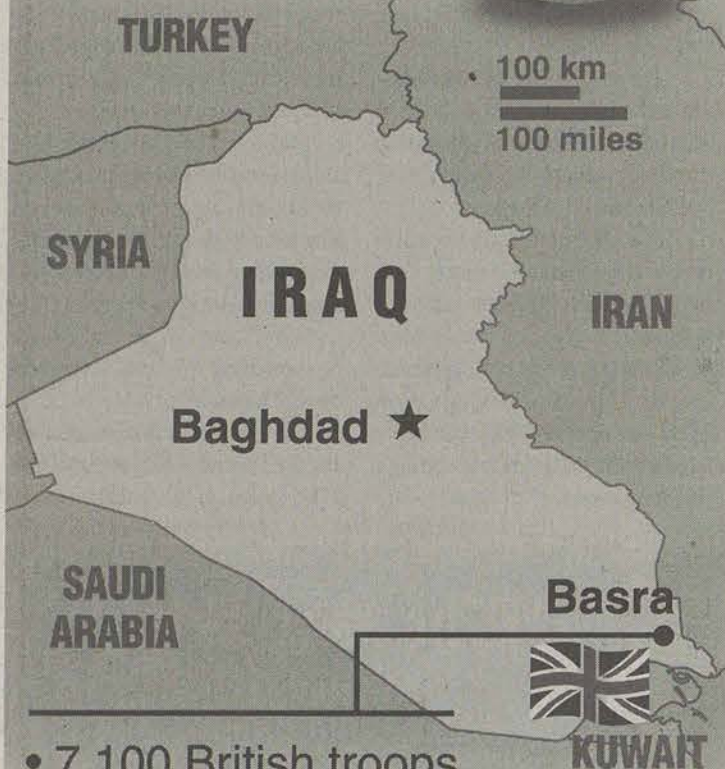 TURKEY
100 km
100 miles
SYRIA
IRAQ
IRAN
Baghdad
SAUDI
ARABIA
Basra
KUWAIT
• 7,100 British troops